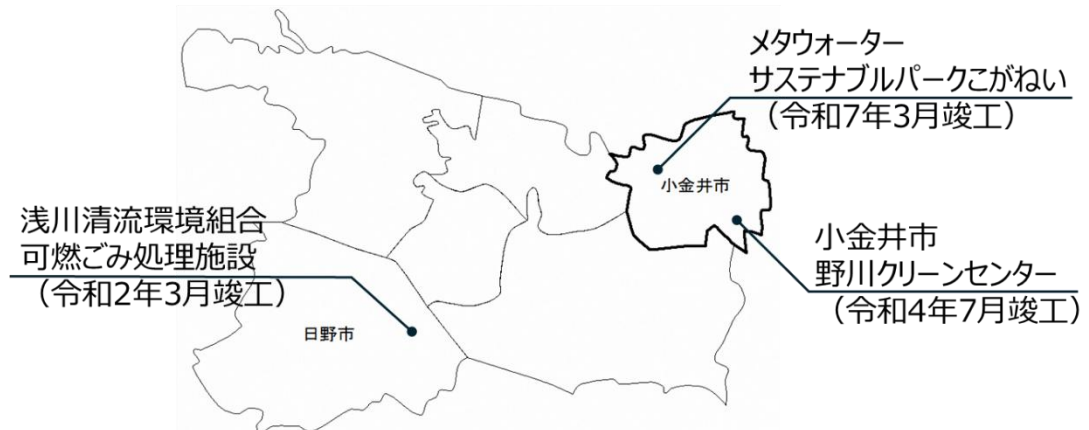 メタウォーター
サステナブルパークこがねい
（令和7年3月竣工）
小金井市
浅川清流環境組合
可燃ごみ処理施設
（令和2年3月竣工）
小金井市
野川クリーンセンター
（令和4年7月竣工）
日野市